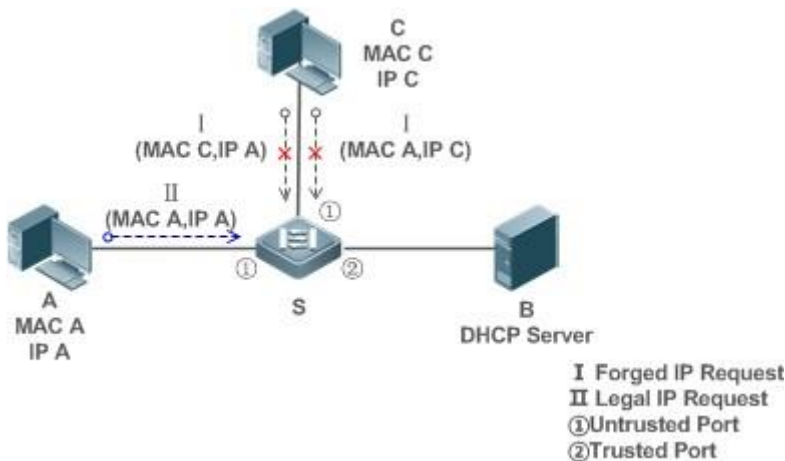 C
MAC C
IP C
I
(MAC C,IP A)
I
(MAC A,IP C)
II
(MAC A,IP A)
①
①
②
A
MAC A
IP A
S
B
DHCP Server
I Forged IP Request
II Legal IP Request
①Untrusted Port
②Trusted Port